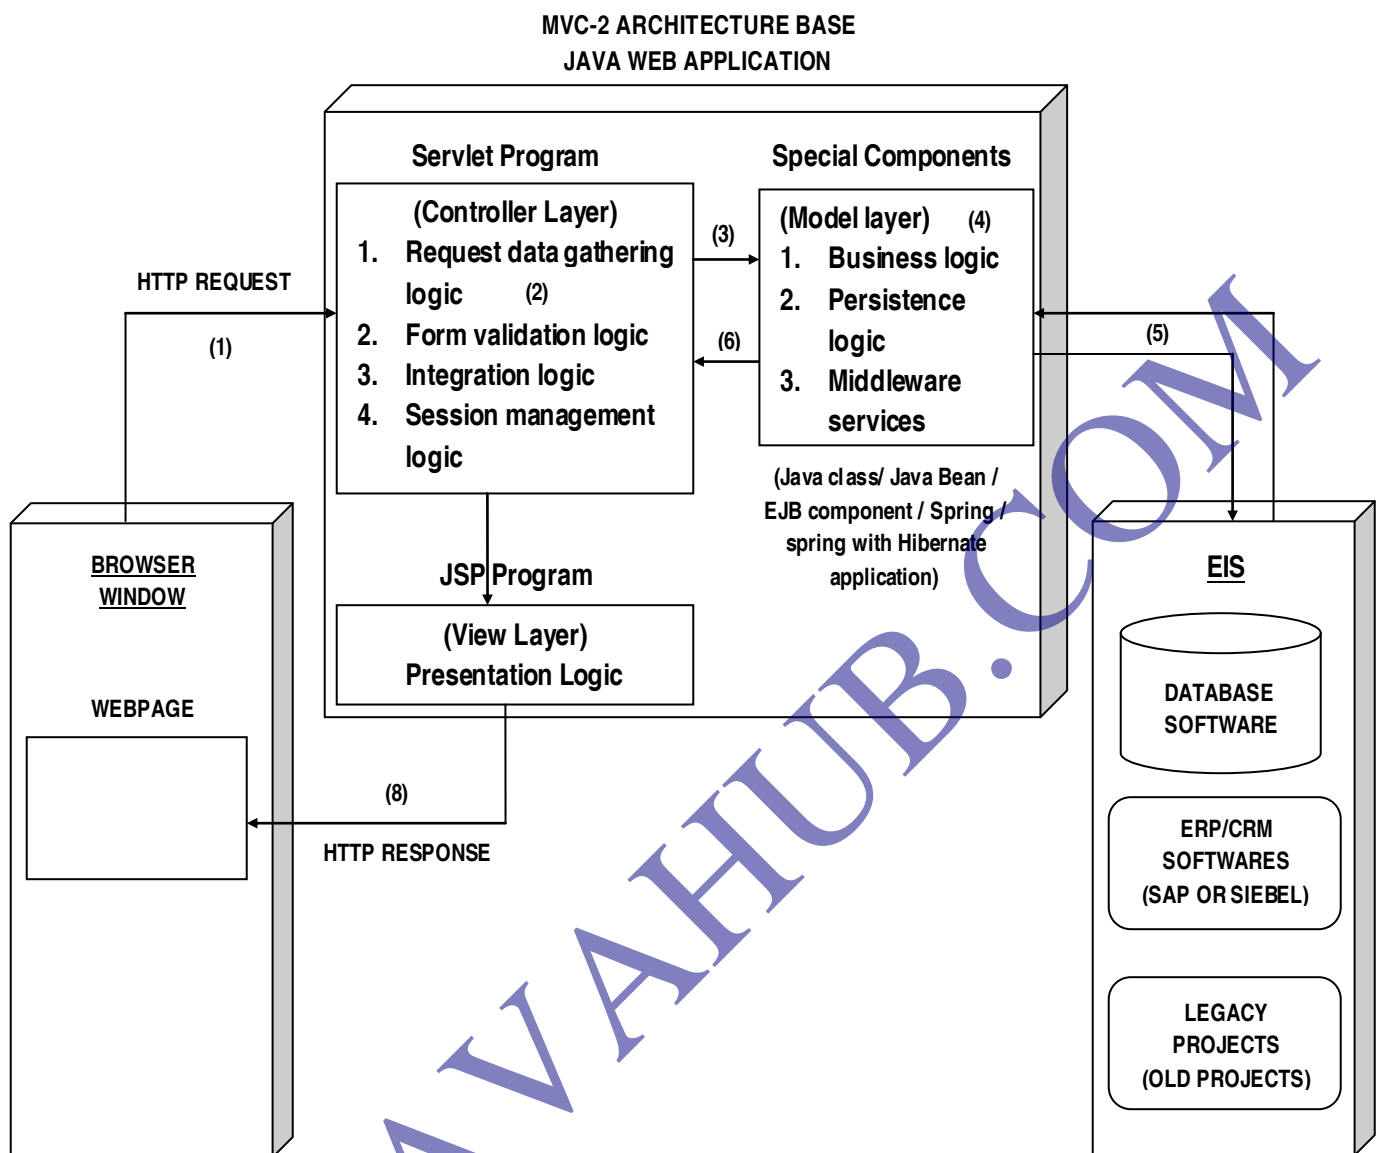 MVC-2 ARCHITECTURE BASE
JAVA WEB APPLICATION
Servlet Program
(Controller Layer)
1. Request data gathering
logic (2)
2. Form validation logic
3. Integration logic
4. Session management
logic
Special Components
(Model layer) (4)
1. Business logic
2. Persistence
logic
3. Middleware
services
(Java class/ Java Bean /
EJB component / Spring /
spring with Hibernate
application)
HTTP REQUEST
(1)
(3)
(6)
(5)
JSP Program
(View Layer)
Presentation Logic
BROWSER
WINDOW
WEBPAGE
(8)
HTTP RESPONSE
EIS
DATABASE
SOFTWARE
ERP/CRM
SOFTWARES
(SAP OR SIEBEL)
LEGACY
PROJECTS
(OLD PROJECTS)
AVAHUB.COM